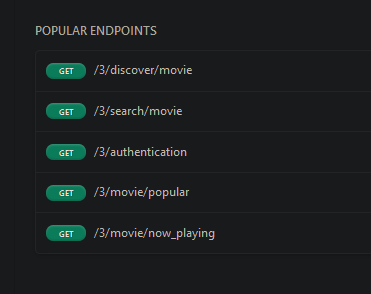 POPULAR ENDPOINTS
GET /3/discover/movie
GET /3/search/movie
GET /3/authentication
GET /3/movie/popular
GET /3/movie/now_playing